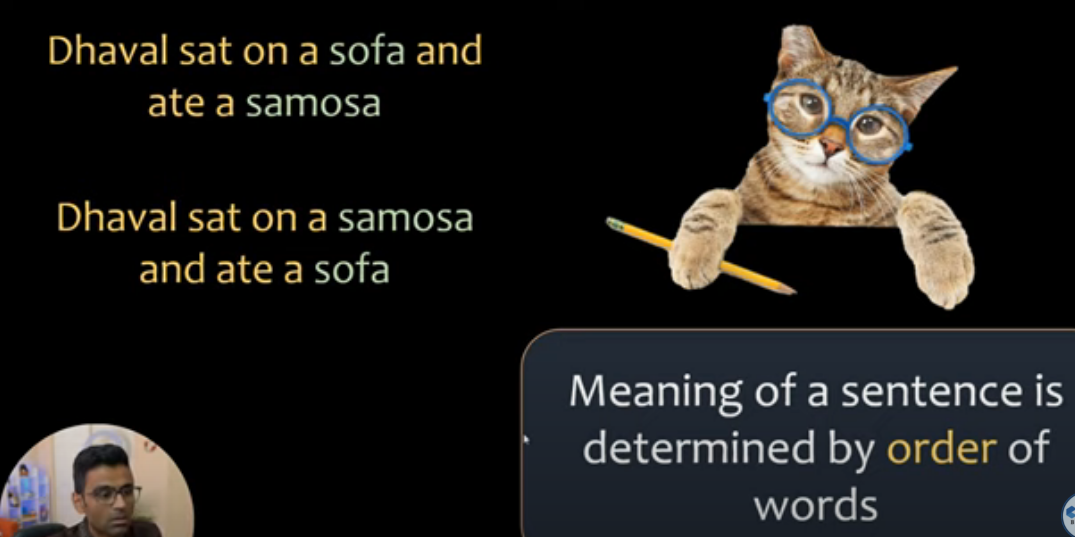 Dhaval sat on a sofa and
ate a samosa
Dhaval sat on a samosa
and ate a sofa
Meaning of a sentence is
determined by order of
words